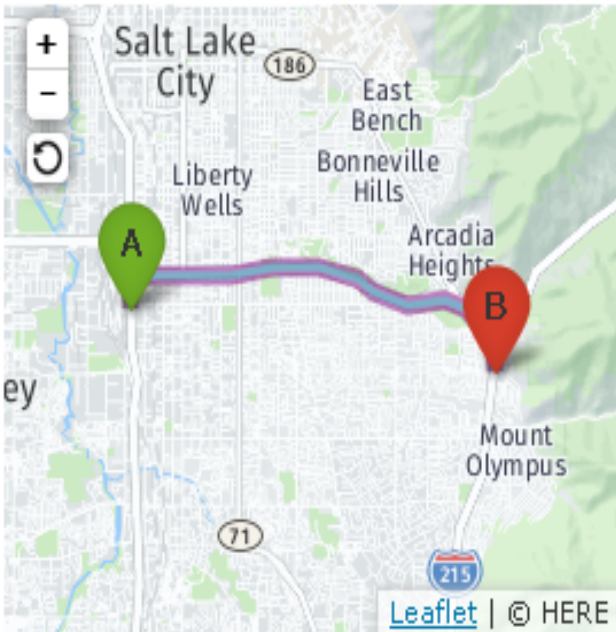 +
−
Salt Lake
City
186
East
Bench
Bonneville
Hills
Liberty
Wells
Arcadia
Heights
A
B
ey
Mount
Olympus
71
215
Leaflet | © HERE